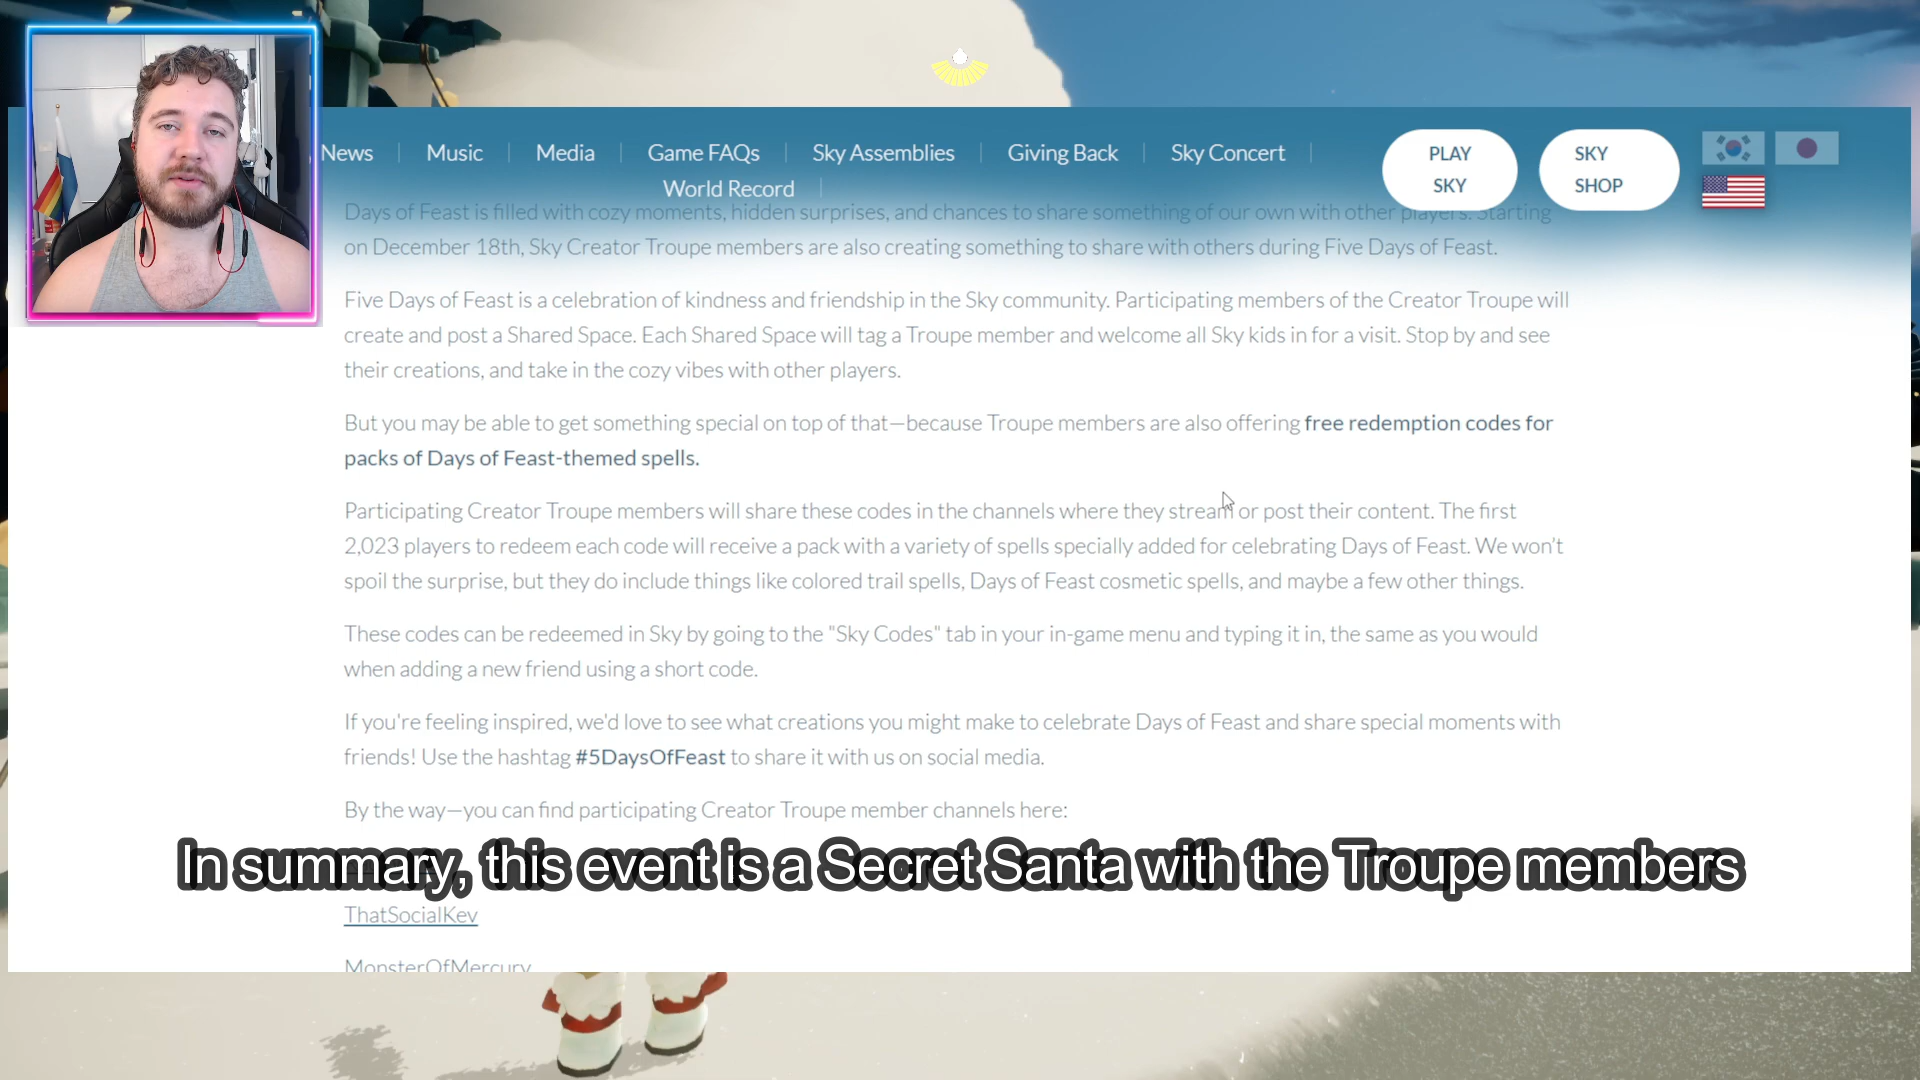 News
Music
Media
Game FAQs
Sky Assemblies
Giving Back
Sky Concert
World Record
PLAY
SKY
SKY
SHOP
Days of Feast is filled with cozy moments, hidden surprises, and chances to share something of our own with other players. Starting
on December 18th, Sky Creator Troupe members are also creating something to share with others during Five Days of Feast.
Five Days of Feast is a celebration of kindness and friendship in the Sky community. Participating members of the Creator Troupe will
create and post a Shared Space. Each Shared Space will tag a Troupe member and welcome all Sky kids in for a visit. Stop by and see
their creations, and take in the cozy vibes with other players.
But you may be able to get something special on top of that—because Troupe members are also offering free redemption codes for
packs of Days of Feast-themed spells.
Participating Creator Troupe members will share these codes in the channels where they stream or post their content. The first
2,023 players to redeem each code will receive a pack with a variety of spells specially added for celebrating Days of Feast. We won't
spoil the surprise, but they do include things like colored trail spells, Days of Feast cosmetic spells, and maybe a few other things.
These codes can be redeemed in Sky by going to the "Sky Codes" tab in your in-game menu and typing it in, the same as you would
when adding a new friend using a short code.
If you're feeling inspired, we'd love to see what creations you might make to celebrate Days of Feast and share special moments with
friends! Use the hashtag #5DaysOfFeast to share it with us on social media.
By the way—you can find participating Creator Troupe member channels here:
In summary, this event is a Secret Santa with the Troupe members
ThatSocialKev
MonsterOfMercury